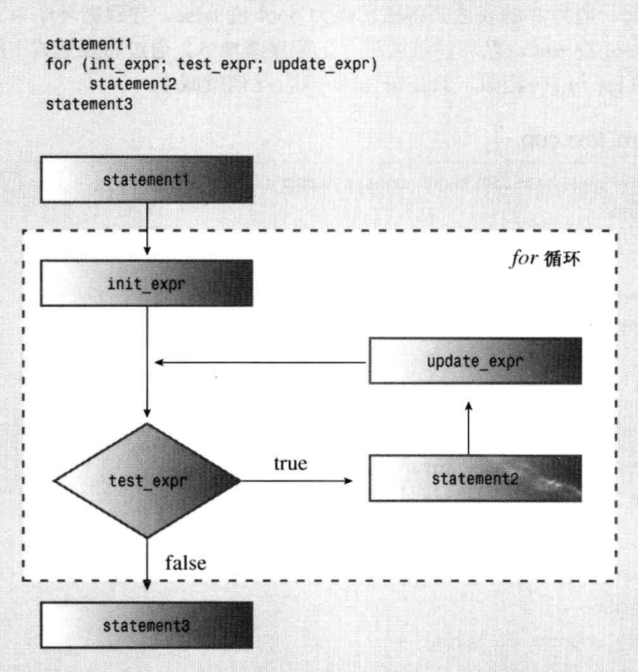 statement1
for (int_expr; test_expr; update_expr)
statement2
statement3
statement1
for 循环
init_expr
update_expr
test_expr
true
statement2
false
statement3